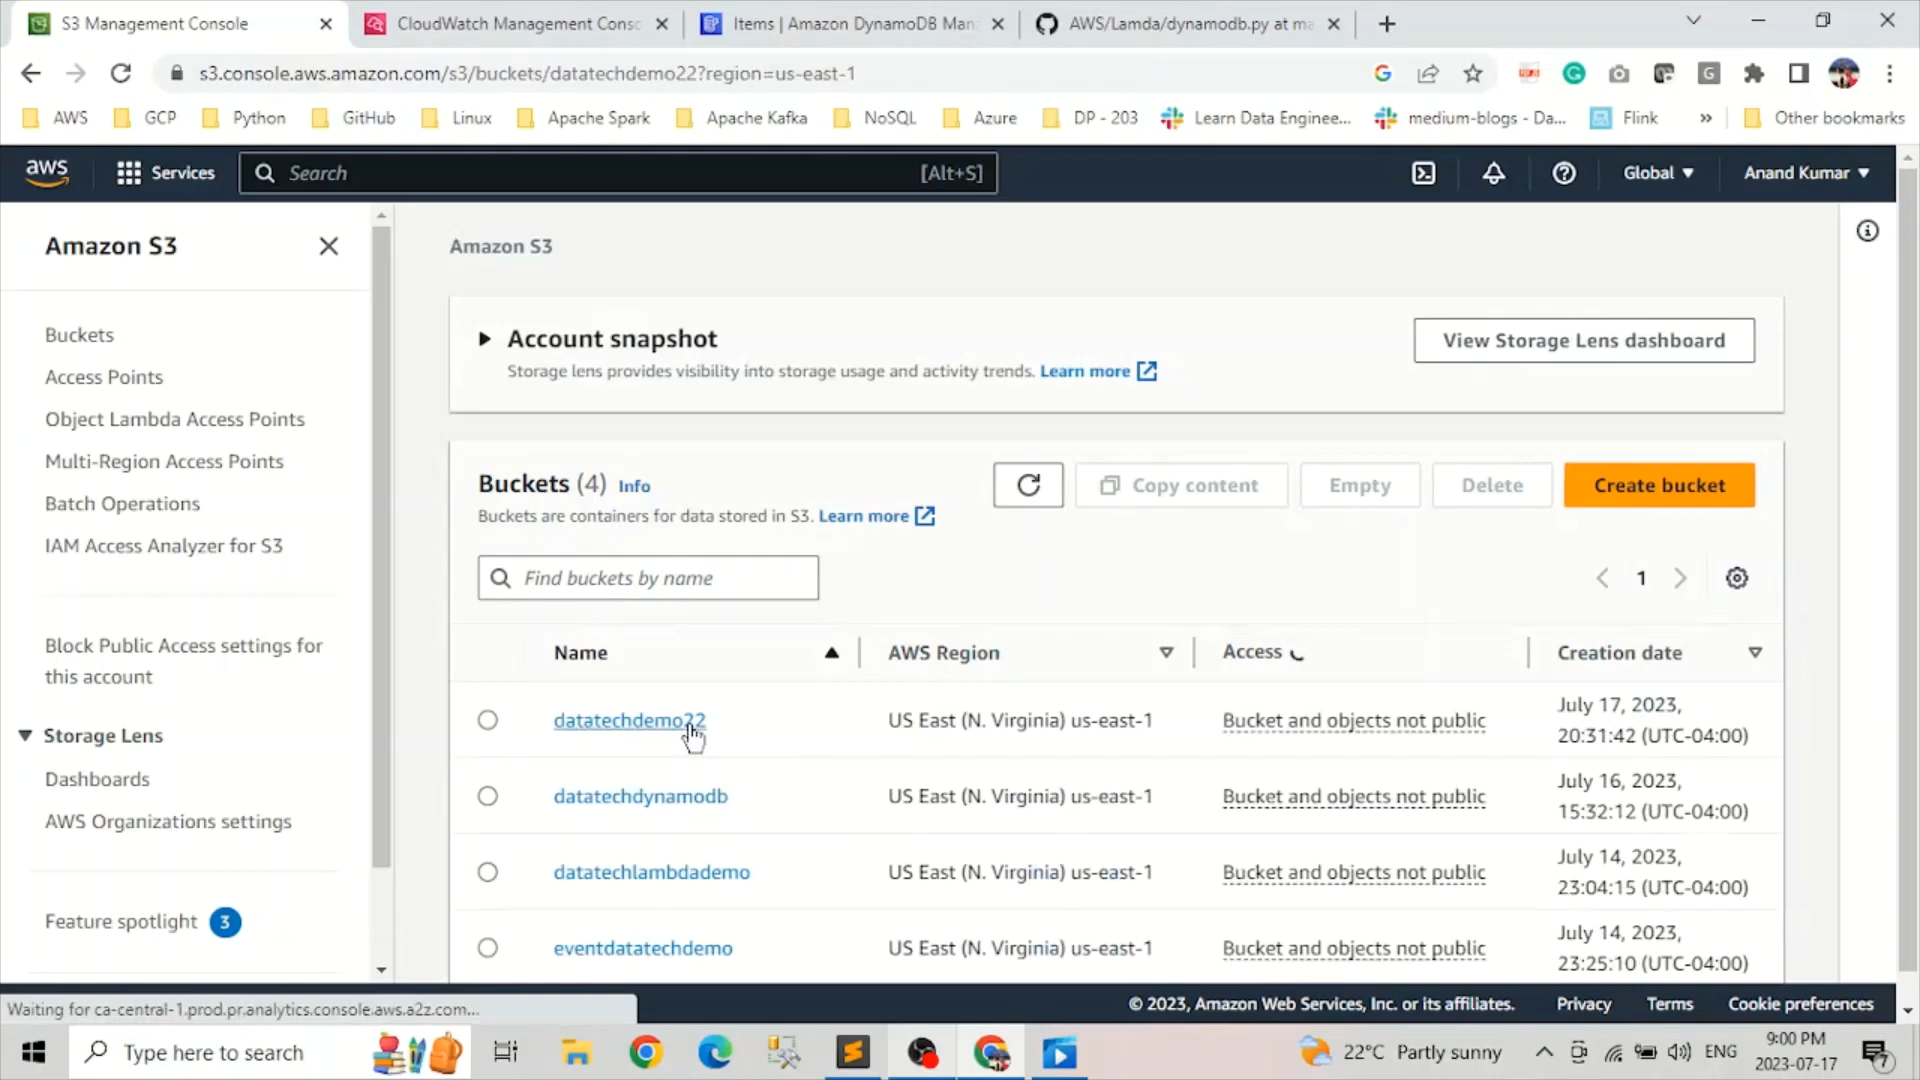 S3 Management Console
CloudWatch Management Consc
Items | Amazon DynamoDB Man
AWS/Lamda/dynamodb.py at ma
s3.console.aws.amazon.com/s3/buckets/datatechdemo22?region=us-east-1
AWS GCP Python GitHub Linux Apache Spark Apache Kafka NoSQL Azure DP - 203 Learn Data Enginee... medium-blogs - Da... Flink » Other bookmarks
aws Services Search [Alt+S] Global Anand Kumar
Amazon S3
Buckets
Access Points
Object Lambda Access Points
Multi-Region Access Points
Batch Operations
IAM Access Analyzer for S3
Block Public Access settings for
this account
Storage Lens
Dashboards
AWS Organizations settings
Feature spotlight 3
Amazon S3
Account snapshot
View Storage Lens dashboard
Storage lens provides visibility into storage usage and activity trends. Learn more
Buckets (4) Info
Copy content Empty Delete Create bucket
Buckets are containers for data stored in S3. Learn more
Find buckets by name
1
Name AWS Region Access Creation date
datatechdemo22 US East (N. Virginia) us-east-1 Bucket and objects not public July 17, 2023,
20:31:42 (UTC-04:00)
datatechdynamodb US East (N. Virginia) us-east-1 Bucket and objects not public July 16, 2023,
15:32:12 (UTC-04:00)
datatechlambdademo US East (N. Virginia) us-east-1 Bucket and objects not public July 14, 2023,
23:04:15 (UTC-04:00)
eventdatatechdemo US East (N. Virginia) us-east-1 Bucket and objects not public July 14, 2023,
23:25:10 (UTC-04:00)
Waiting for ca-central-1.prod.pr.analytics.console.aws.a2z.com...
© 2023, Amazon Web Services, Inc. or its affiliates. Privacy Terms Cookie preferences
Type here to search
22°C Partly sunny
ENG
9:00 PM
2023-07-17
7